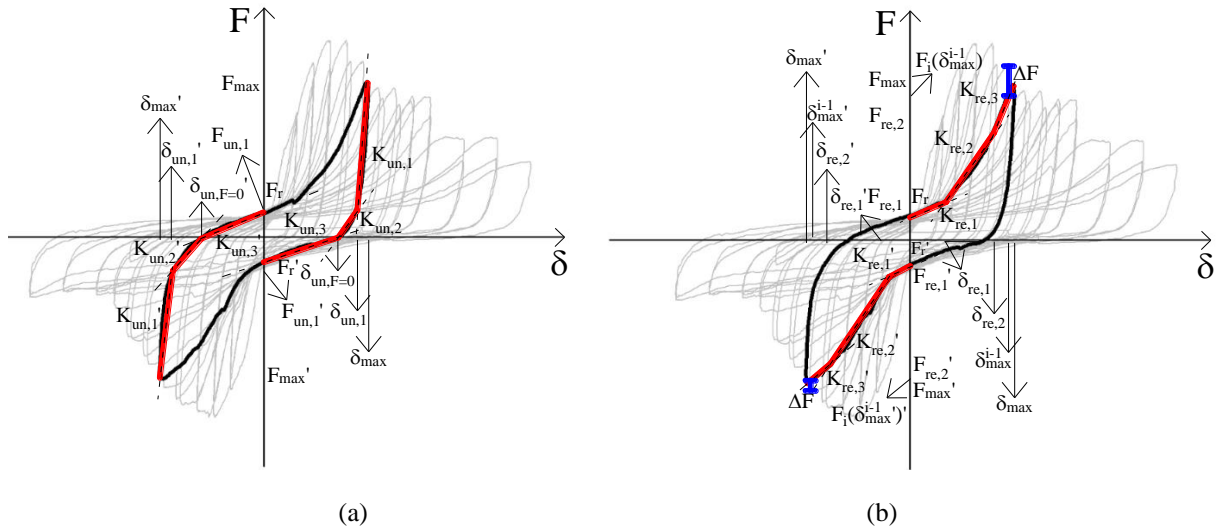 F
F_max
δ_max'
δ_un,1'
F_un,1
δ_un,F=0'
F_r
K_un,1
K_un,2'
K_un,3'
K_un,3
K_un,2
δ
F_r'
δ_un,F=0
K_un,1'
F_un,1'
δ_un,1
δ_max
F_max'
(a)
F
δ_max'
F_i(δ_max^i-1)
F_max
ΔF
K_re,3
δ_max^i-1'
F_re,2
δ_re,2'
K_re,2
δ_re,1'
F_re,1
F_r
K_re,1
δ
F_r'
K_re,1'
F_re,1'
δ_re,1
δ_re,2
K_re,2'
δ_max^i-1
F_re,2'
K_re,3'
F_max'
ΔF
F_i(δ_max^i-1')'
δ_max
(b)